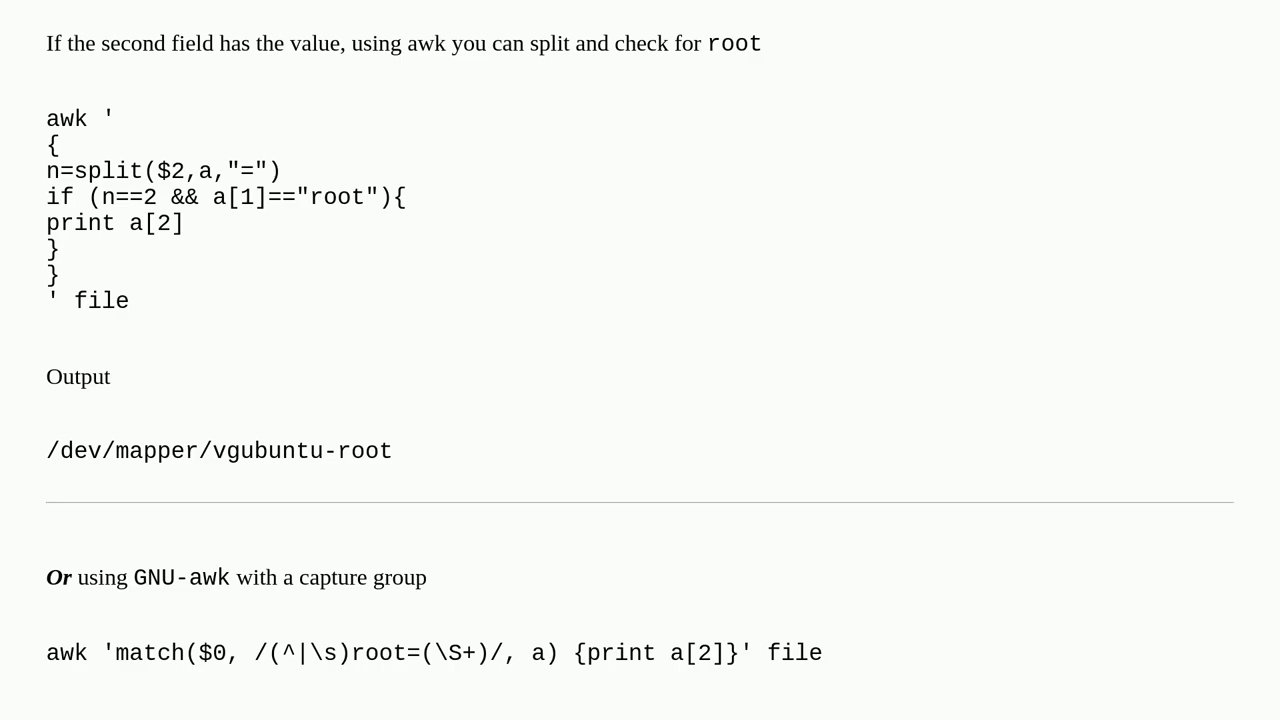 If the second field has the value, using awk you can split and check for root
awk '
{
n=split($2,a,"=")
if (n==2 && a[1]=="root"){
print a[2]
}
}
' file
Output
/dev/mapper/vgubuntu-root
Or using GNU-awk with a capture group
awk 'match($0, /(^|\s)root=(\S+)/, a) {print a[2]}' file